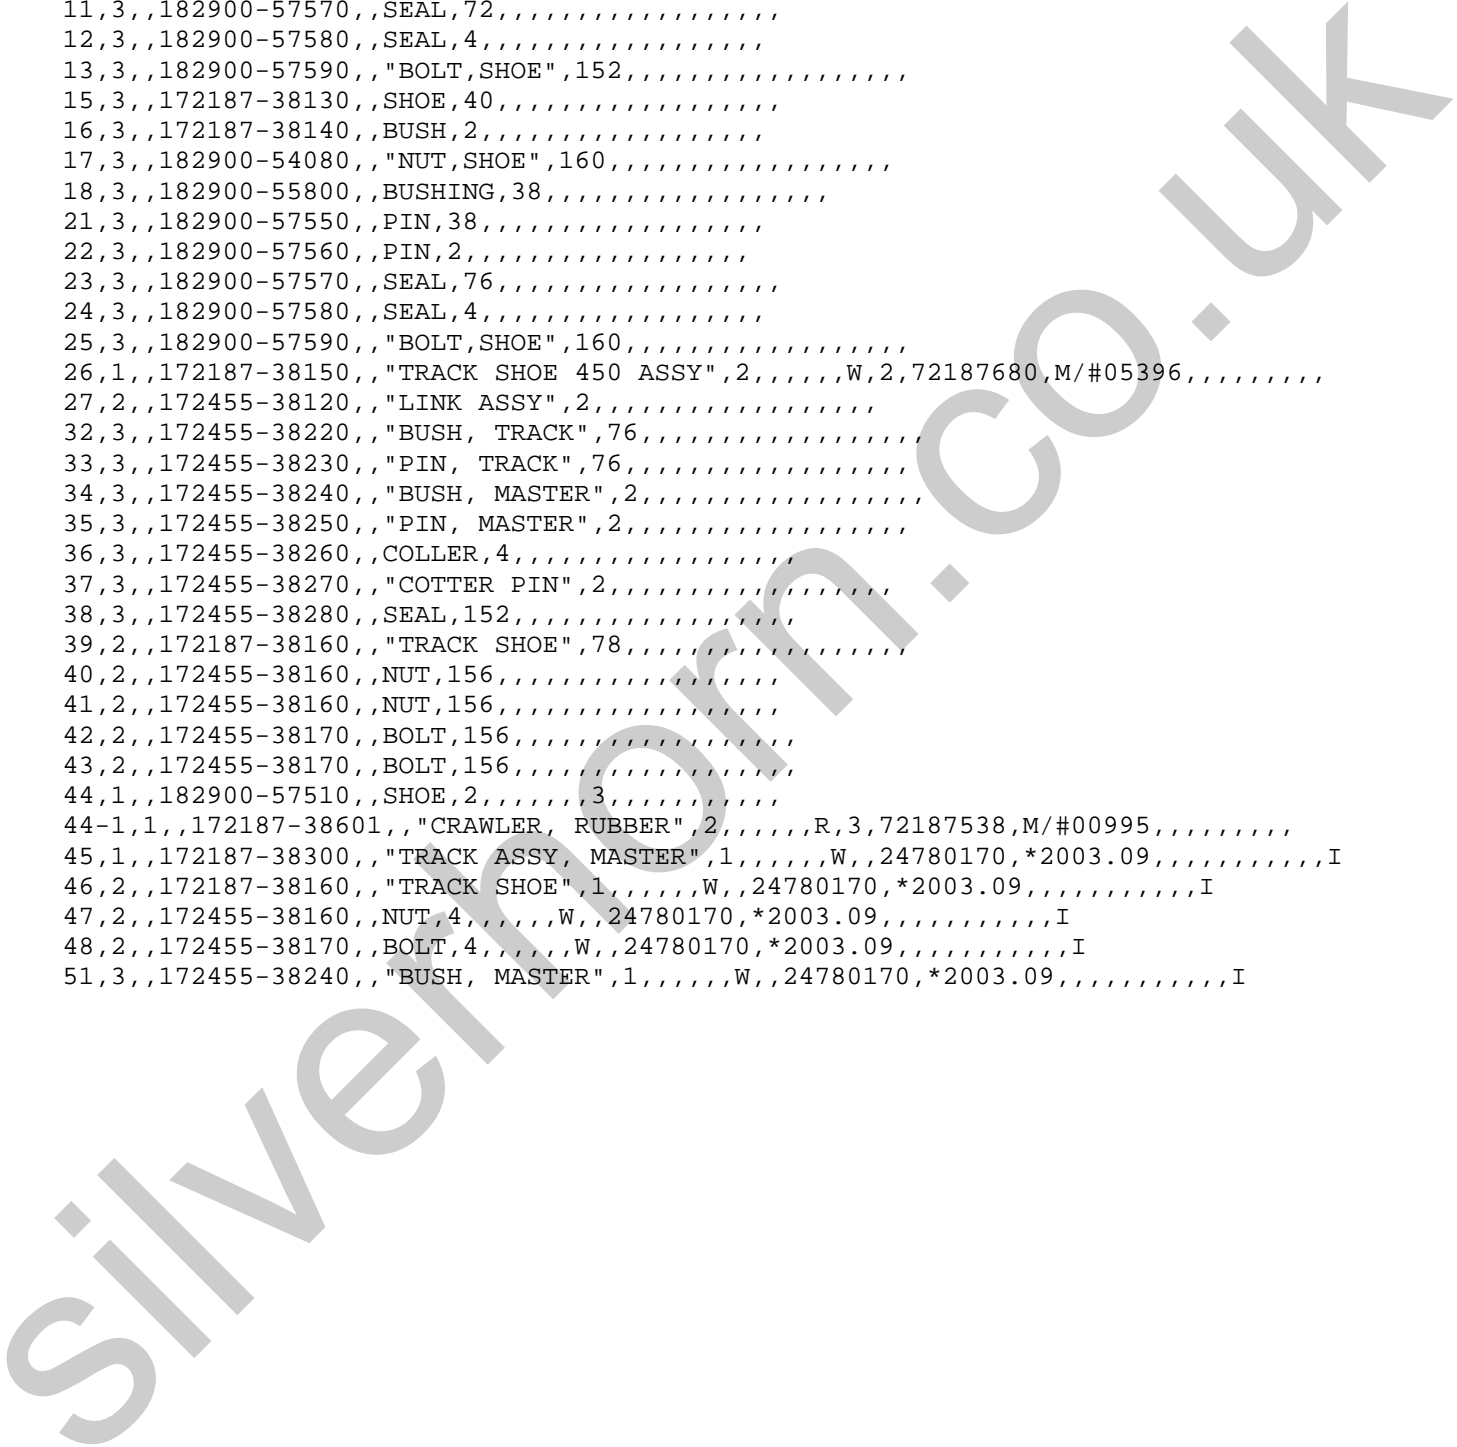 11,3,,182900-57570,,SEAL,72,,,,,,,,,,,,,,,,,,
12,3,,182900-57580,,SEAL,4,,,,,,,,,,,,,,,,,,
13,3,,182900-57590,,"BOLT,SHOE",152,,,,,,,,,,,,,,,,,,
15,3,,172187-38130,,SHOE,40,,,,,,,,,,,,,,,,,,
16,3,,172187-38140,,BUSH,2,,,,,,,,,,,,,,,,,,
17,3,,182900-54080,,"NUT,SHOE",160,,,,,,,,,,,,,,,,,,
18,3,,182900-55800,,BUSHING,38,,,,,,,,,,,,,,,,,,
21,3,,182900-57550,,PIN,38,,,,,,,,,,,,,,,,,,
22,3,,182900-57560,,PIN,2,,,,,,,,,,,,,,,,,,
23,3,,182900-57570,,SEAL,76,,,,,,,,,,,,,,,,,,
24,3,,182900-57580,,SEAL,4,,,,,,,,,,,,,,,,,,
25,3,,182900-57590,,"BOLT,SHOE",160,,,,,,,,,,,,,,,,,,
26,1,,172187-38150,,"TRACK SHOE 450 ASSY",2,,,,,,W,2,72187680,M/#05396,,,,,,,,,
27,2,,172455-38120,,"LINK ASSY",2,,,,,,,,,,,,,,,,,,
32,3,,172455-38220,,"BUSH, TRACK",76,,,,,,,,,,,,,,,,,,
33,3,,172455-38230,,"PIN, TRACK",76,,,,,,,,,,,,,,,,,,
34,3,,172455-38240,,"BUSH, MASTER",2,,,,,,,,,,,,,,,,,,
35,3,,172455-38250,,"PIN, MASTER",2,,,,,,,,,,,,,,,,,,
36,3,,172455-38260,,COLLER,4,,,,,,,,,,,,,,,,,,
37,3,,172455-38270,,"COTTER PIN",2,,,,,,,,,,,,,,,,,,
38,3,,172455-38280,,SEAL,152,,,,,,,,,,,,,,,,,,
39,2,,172187-38160,,"TRACK SHOE",78,,,,,,,,,,,,,,,,,,
40,2,,172455-38160,,NUT,156,,,,,,,,,,,,,,,,,,
41,2,,172455-38160,,NUT,156,,,,,,,,,,,,,,,,,,
42,2,,172455-38170,,BOLT,156,,,,,,,,,,,,,,,,,,
43,2,,172455-38170,,BOLT,156,,,,,,,,,,,,,,,,,,
44,1,,182900-57510,,SHOE,2,,,,,,,3,,,,,,,,,,,
44-1,1,,172187-38601,,"CRAWLER, RUBBER",2,,,,,,R,3,72187538,M/#00995,,,,,,,,,
45,1,,172187-38300,,"TRACK ASSY, MASTER",1,,,,,,W,,24780170,*2003.09,,,,,,,,,,,I
46,2,,172187-38160,,"TRACK SHOE",1,,,,,,W,,24780170,*2003.09,,,,,,,,,,,I
47,2,,172455-38160,,NUT,4,,,,,,W,,24780170,*2003.09,,,,,,,,,,,I
48,2,,172455-38170,,BOLT,4,,,,,,W,,24780170,*2003.09,,,,,,,,,,,I
51,3,,172455-38240,,"BUSH, MASTER",1,,,,,,W,,24780170,*2003.09,,,,,,,,,,,I
silverhorn.co.uk